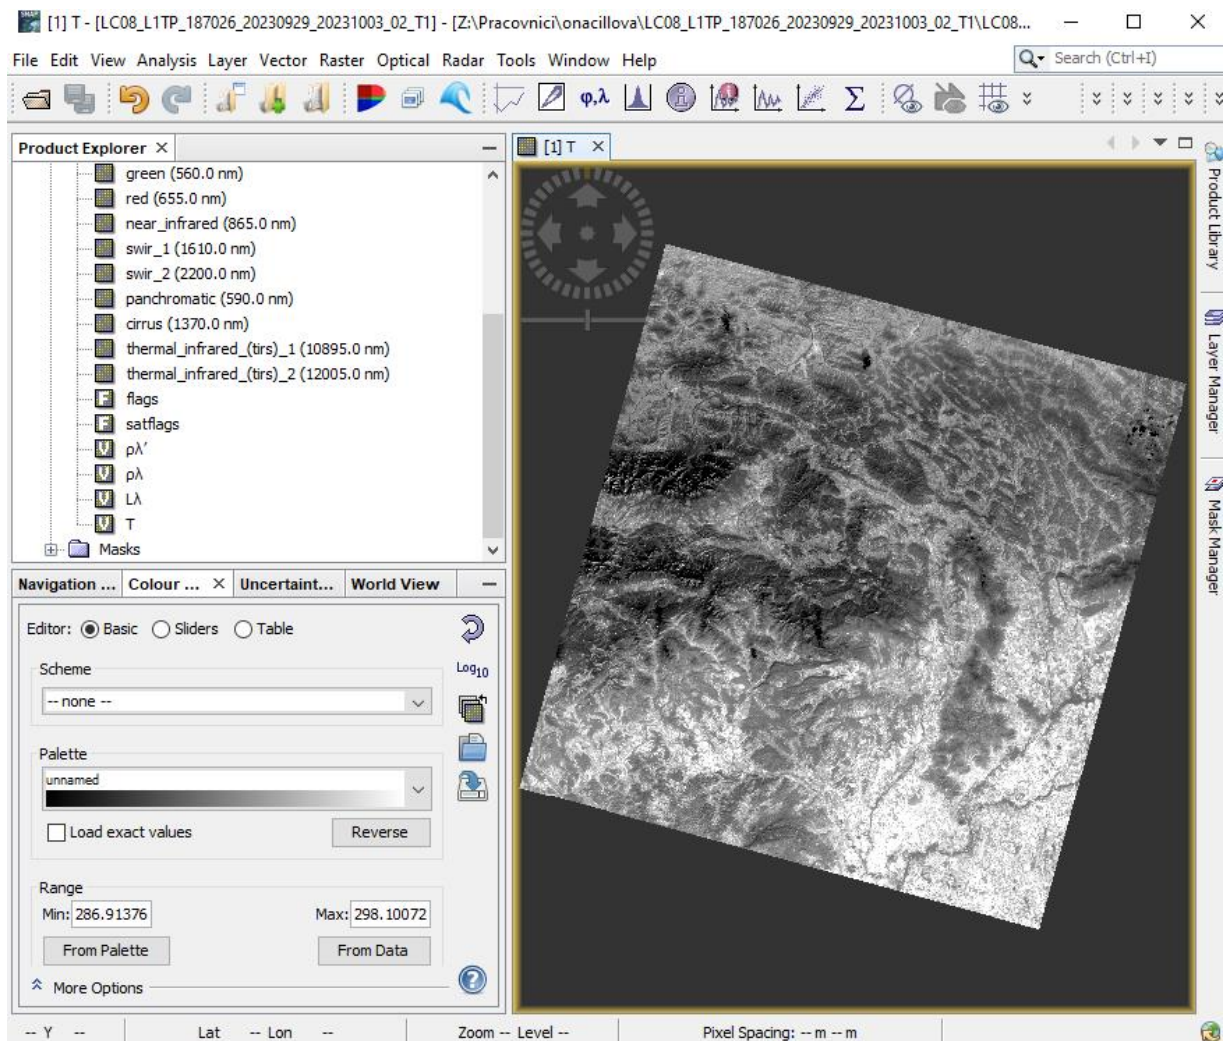 SNAP
[1] T - [LC08_L1TP_187026_20230929_20231003_02_T1] - [Z:\Pracovnici\onacillova\LC08_L1TP_187026_20230929_20231003_02_T1\LC08...
File Edit View Analysis Layer Vector Raster Optical Radar Tools Window Help
Search (Ctrl+I)
φ,λ
Σ
Product Explorer
[1] T
green (560.0 nm)
red (655.0 nm)
near_infrared (865.0 nm)
swir_1 (1610.0 nm)
swir_2 (2200.0 nm)
panchromatic (590.0 nm)
cirrus (1370.0 nm)
thermal_infrared_(tirs)_1 (10895.0 nm)
thermal_infrared_(tirs)_2 (12005.0 nm)
flags
satflags
ρλ′
ρλ
Lλ
T
Masks
Product Library
Layer Manager
Mask Manager
Navigation ...
Colour ...
Uncertaint...
World View
Editor: Basic Sliders Table
Scheme
Log10
-- none --
Palette
unnamed
Load exact values
Reverse
Range
Min: 286.91376
Max: 298.10072
From Palette
From Data
More Options
-- Y -- Lat -- Lon -- Zoom -- Level -- Pixel Spacing: -- m -- m